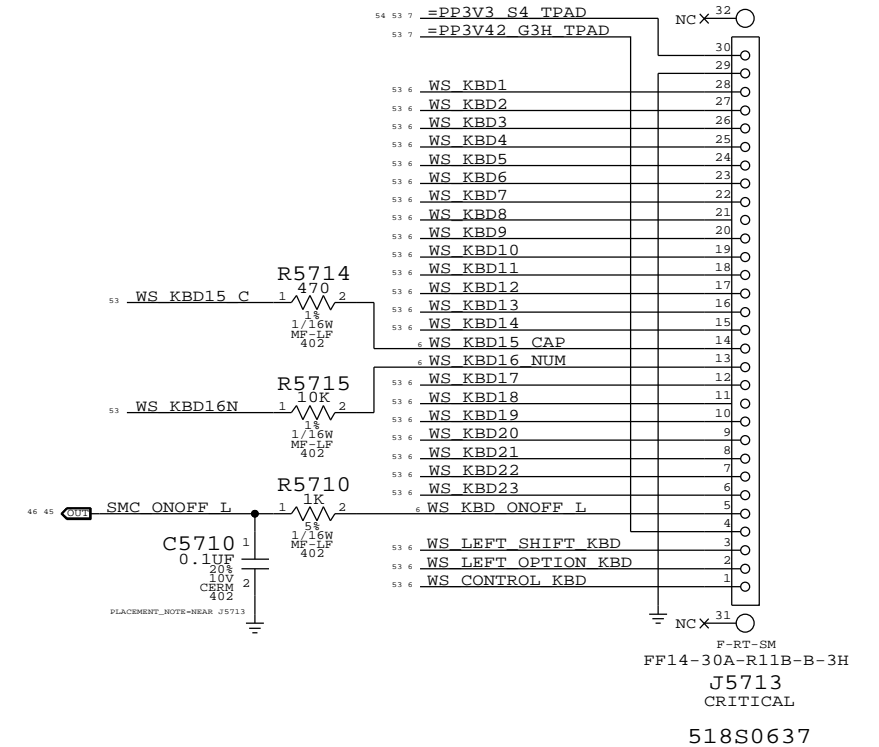 54 53 7 =PP3V3_S4_TPAD
53 7 =PP3V42_G3H_TPAD
NC 32
30
29
53 6 WS_KBD1 28
53 6 WS_KBD2 27
53 6 WS_KBD3 26
53 6 WS_KBD4 25
53 6 WS_KBD5 24
53 6 WS_KBD6 23
53 6 WS_KBD7 22
53 6 WS_KBD8 21
53 6 WS_KBD9 20
53 6 WS_KBD10 19
53 6 WS_KBD11 18
53 6 WS_KBD12 17
53 6 WS_KBD13 16
53 6 WS_KBD14 15
6 WS_KBD15_CAP 14
6 WS_KBD16_NUM 13
53 6 WS_KBD17 12
53 6 WS_KBD18 11
53 6 WS_KBD19 10
53 6 WS_KBD20 9
53 6 WS_KBD21 8
53 6 WS_KBD22 7
53 6 WS_KBD23 6
6 WS_KBD_ONOFF_L 5
4
53 6 WS_LEFT_SHIFT_KBD 3
53 6 WS_LEFT_OPTION_KBD 2
53 6 WS_CONTROL_KBD 1
NC 31
R5714
470
53 WS_KBD15_C 1 2
1%
1/16W
MF-LF
402
R5715
10K
53 WS_KBD16N 1 2
1%
1/16W
MF-LF
402
R5710
1K
46 45 OUT SMC_ONOFF_L 1 2
5%
1/16W
MF-LF
402
C5710 1
0.1UF
20%
10V
CERM 2
402
PLACEMENT_NOTE=NEAR J5713
F-RT-SM
FF14-30A-R11B-B-3H
J5713
CRITICAL
518S0637